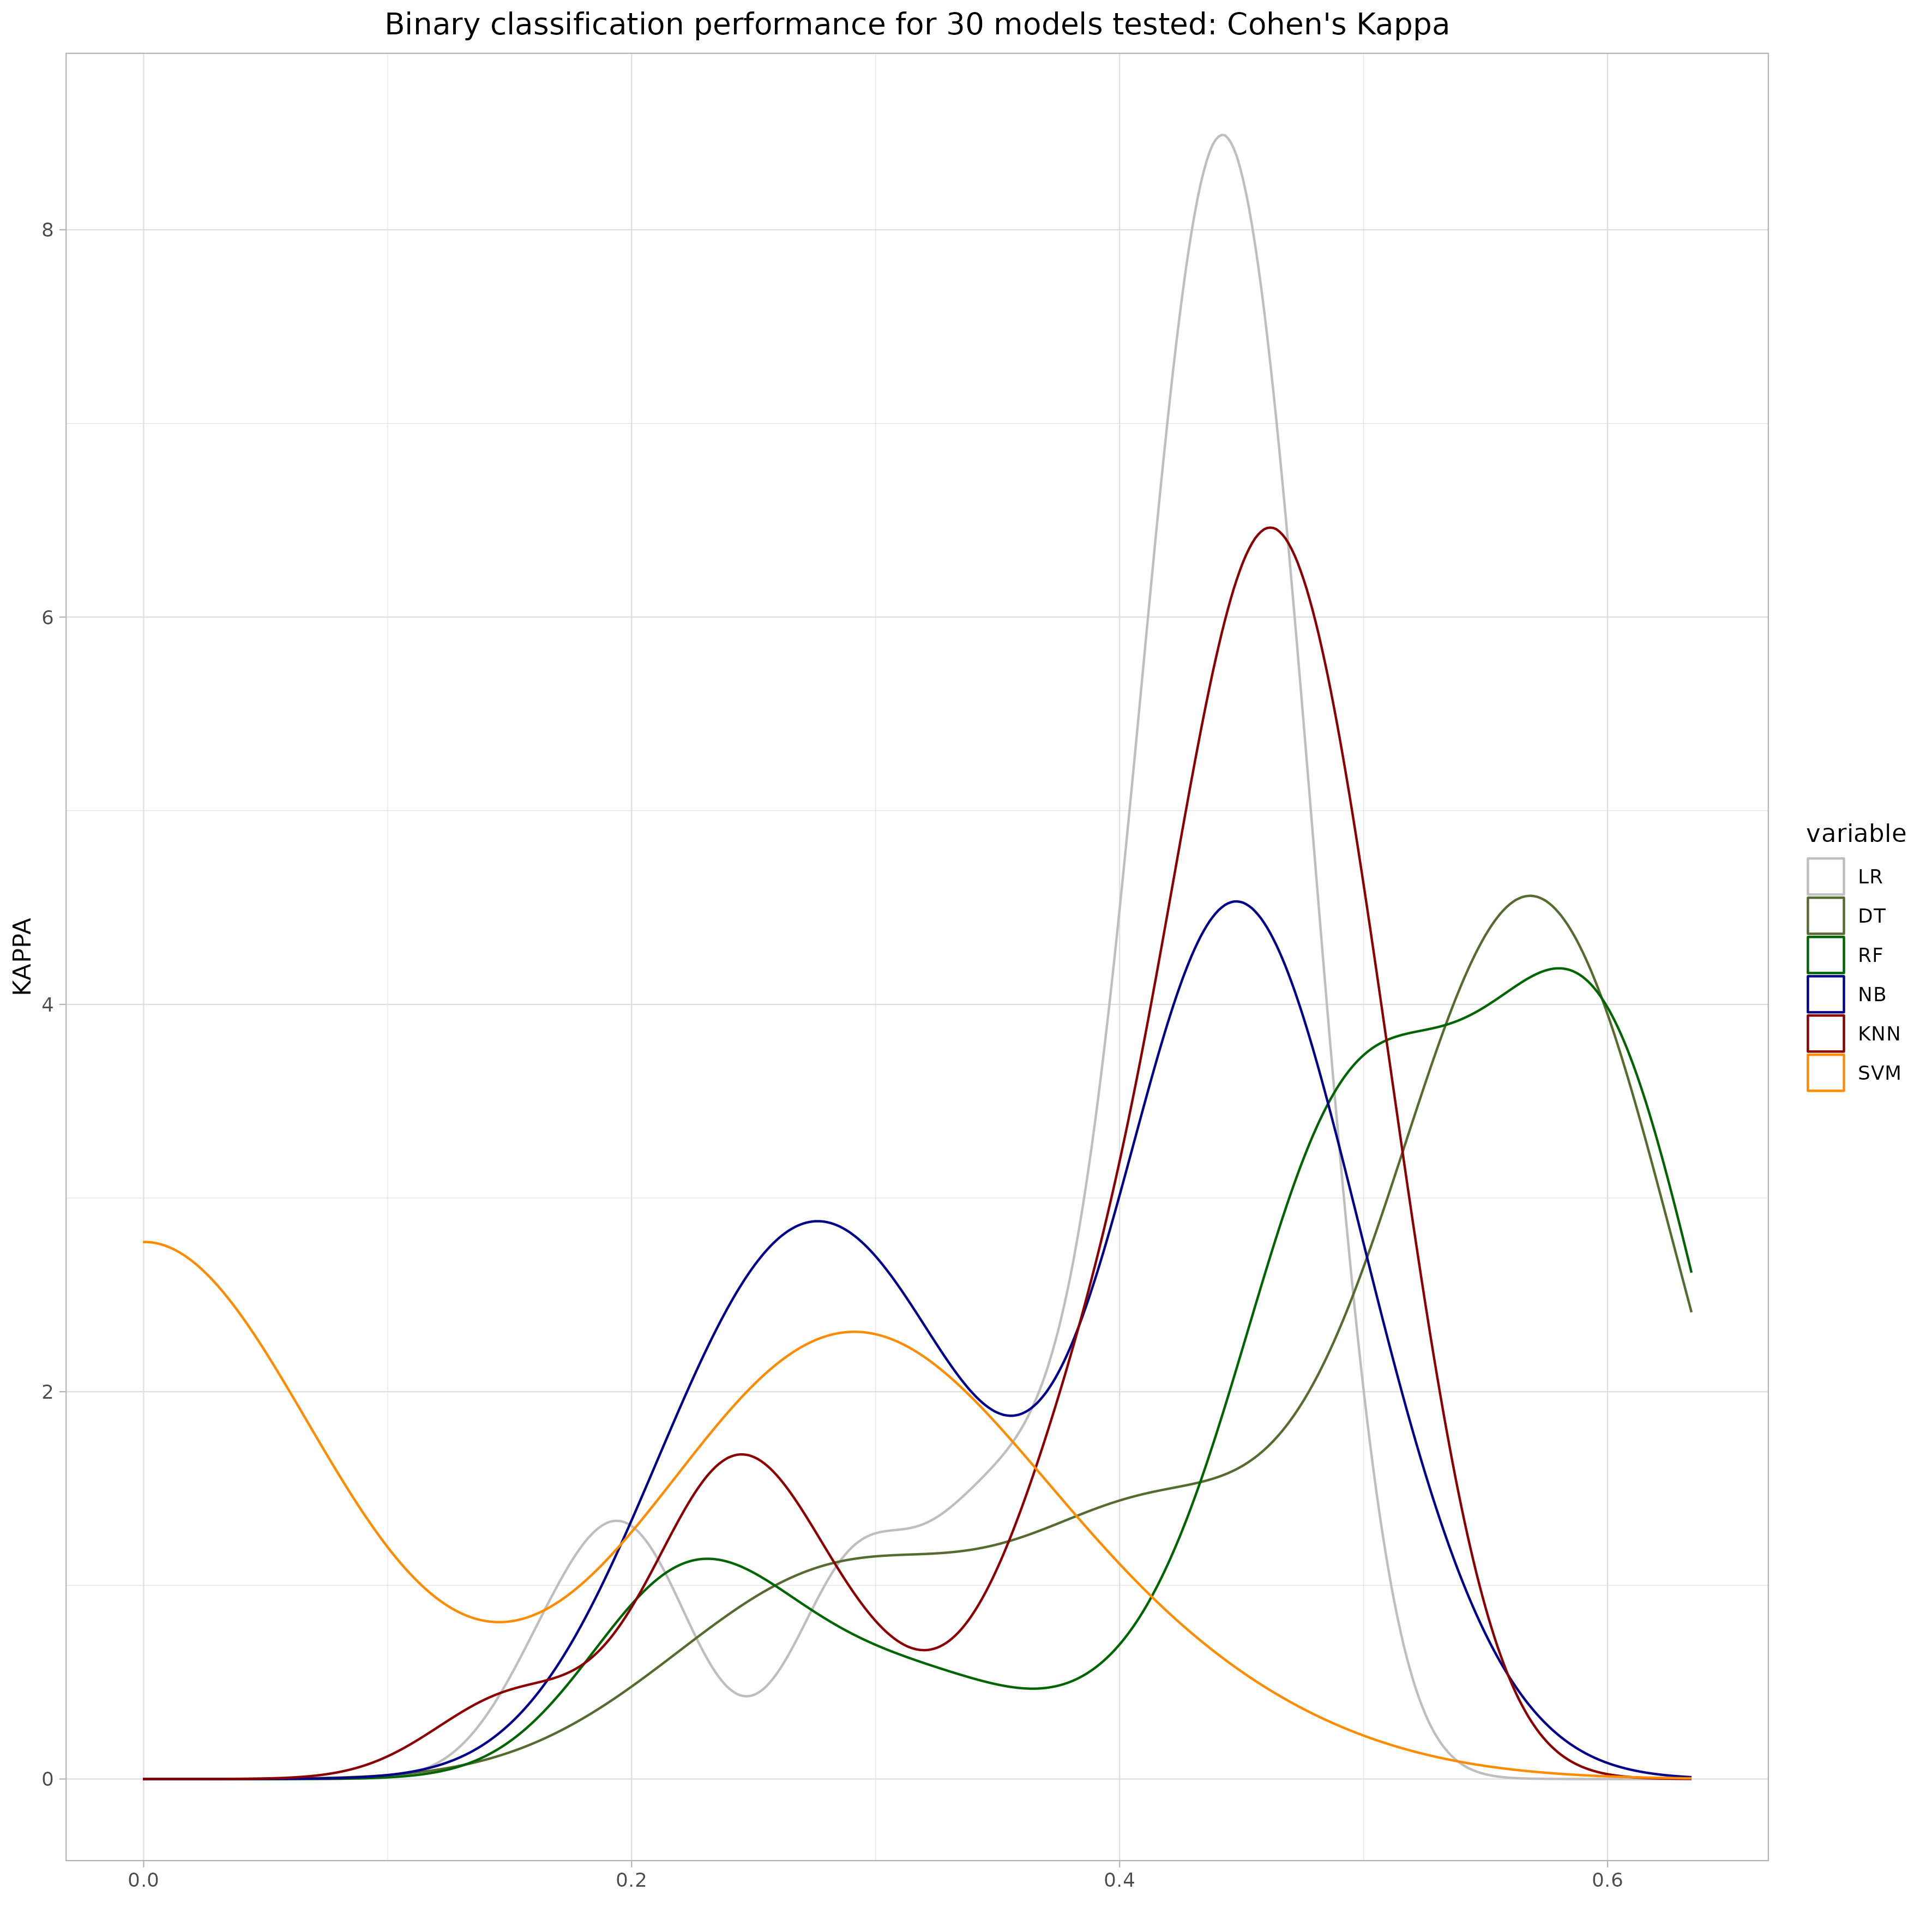 Binary classification performance for 30 models tested: Cohen's Kappa
KAPPA
8
6
4
2
0
0.0 0.2 0.4 0.6
variable
LR
DT
RF
NB
KNN
SVM